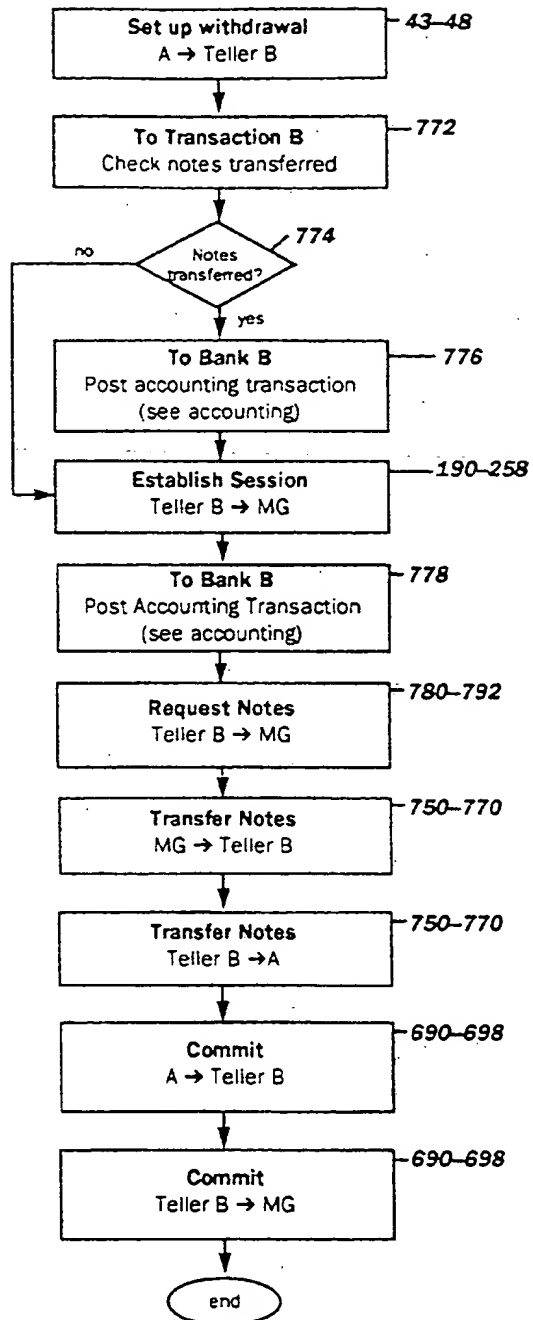 Set up withdrawal
A → Teller B
43–48
To Transaction B
Check notes transferred
772
Notes
transferred?
774
no
yes
To Bank B
Post accounting transaction
(see accounting)
776
Establish Session
Teller B → MG
190–258
To Bank B
Post Accounting Transaction
(see accounting)
778
Request Notes
Teller B → MG
780–792
Transfer Notes
MG → Teller B
750–770
Transfer Notes
Teller B → A
750–770
Commit
A → Teller B
690–698
Commit
Teller B → MG
690–698
end